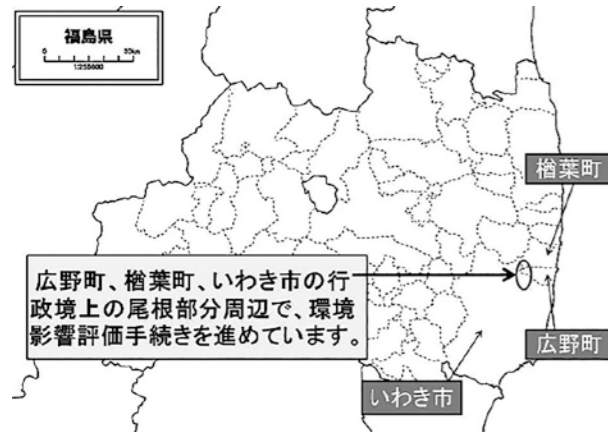 福島県
0 30km
楢葉町
広野町、楢葉町、いわき市の行
政境上の尾根部分周辺で、環境
影響評価手続きを進めています。
広野町
いわき市